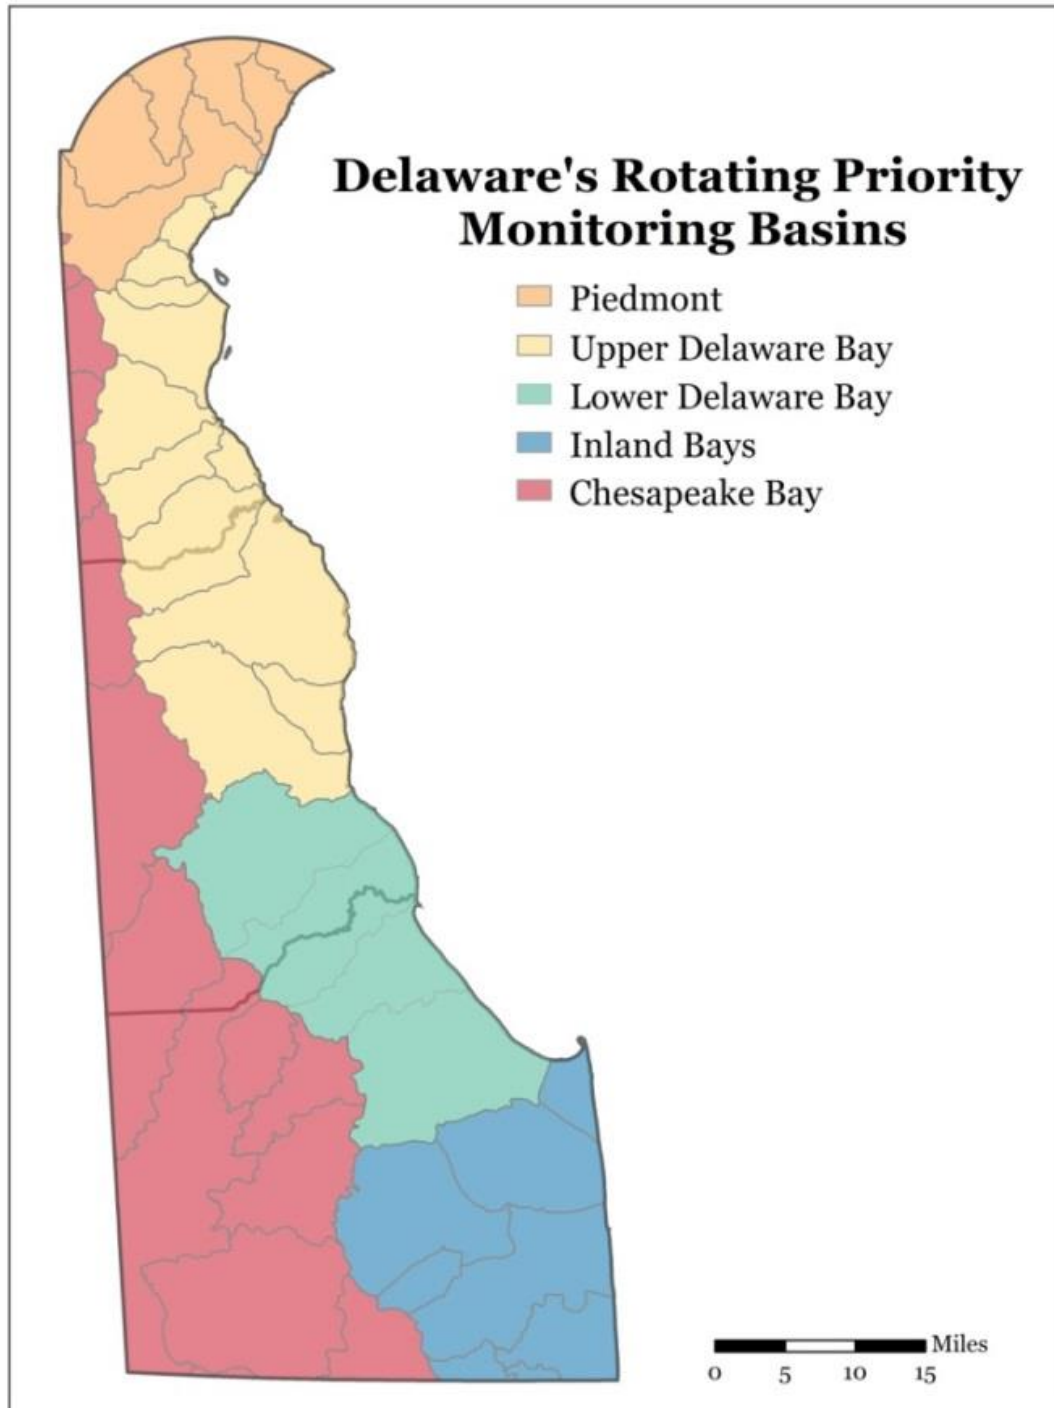 Delaware's Rotating Priority
Monitoring Basins
Piedmont
Upper Delaware Bay
Lower Delaware Bay
Inland Bays
Chesapeake Bay
Miles
0 5 10 15